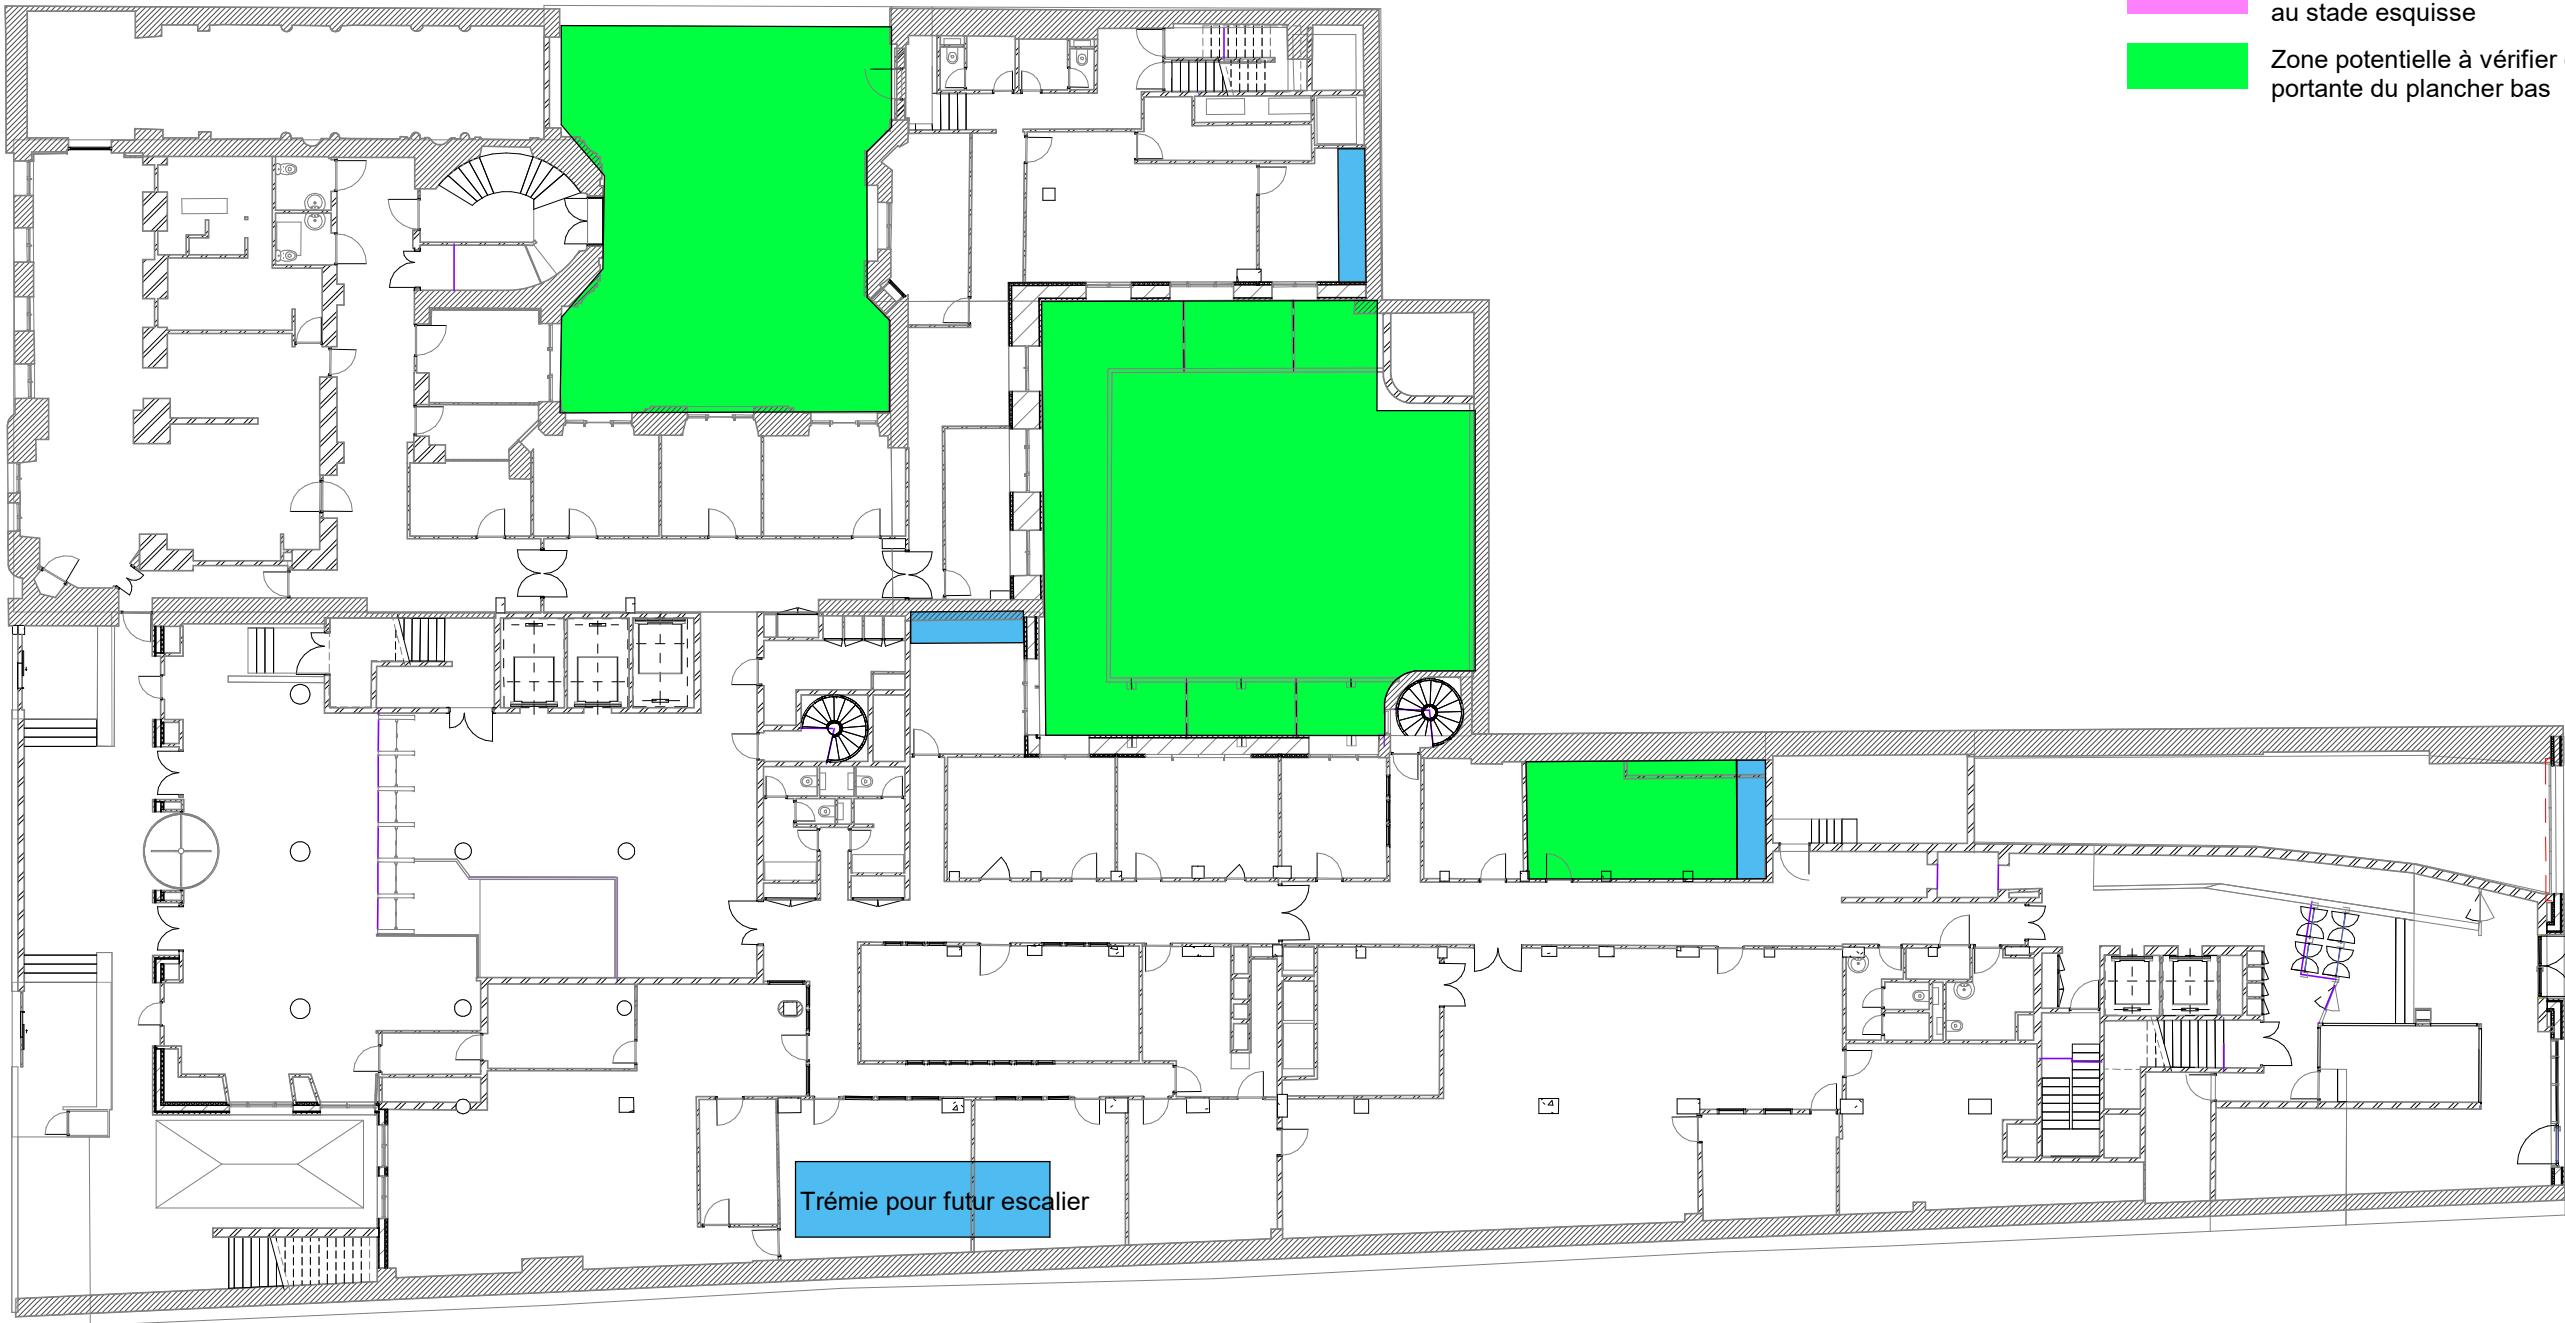 au stade esquisse
Zone potentielle à vérifier
portante du plancher bas
Trémie pour futur escalier